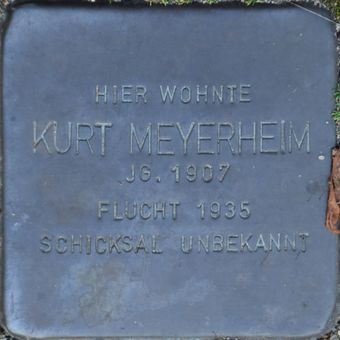 HIER WOHNTE
KURT MEYERHEIM
JG. 1907
FLUCHT 1935
SCHICKSAL UNBEKANNT